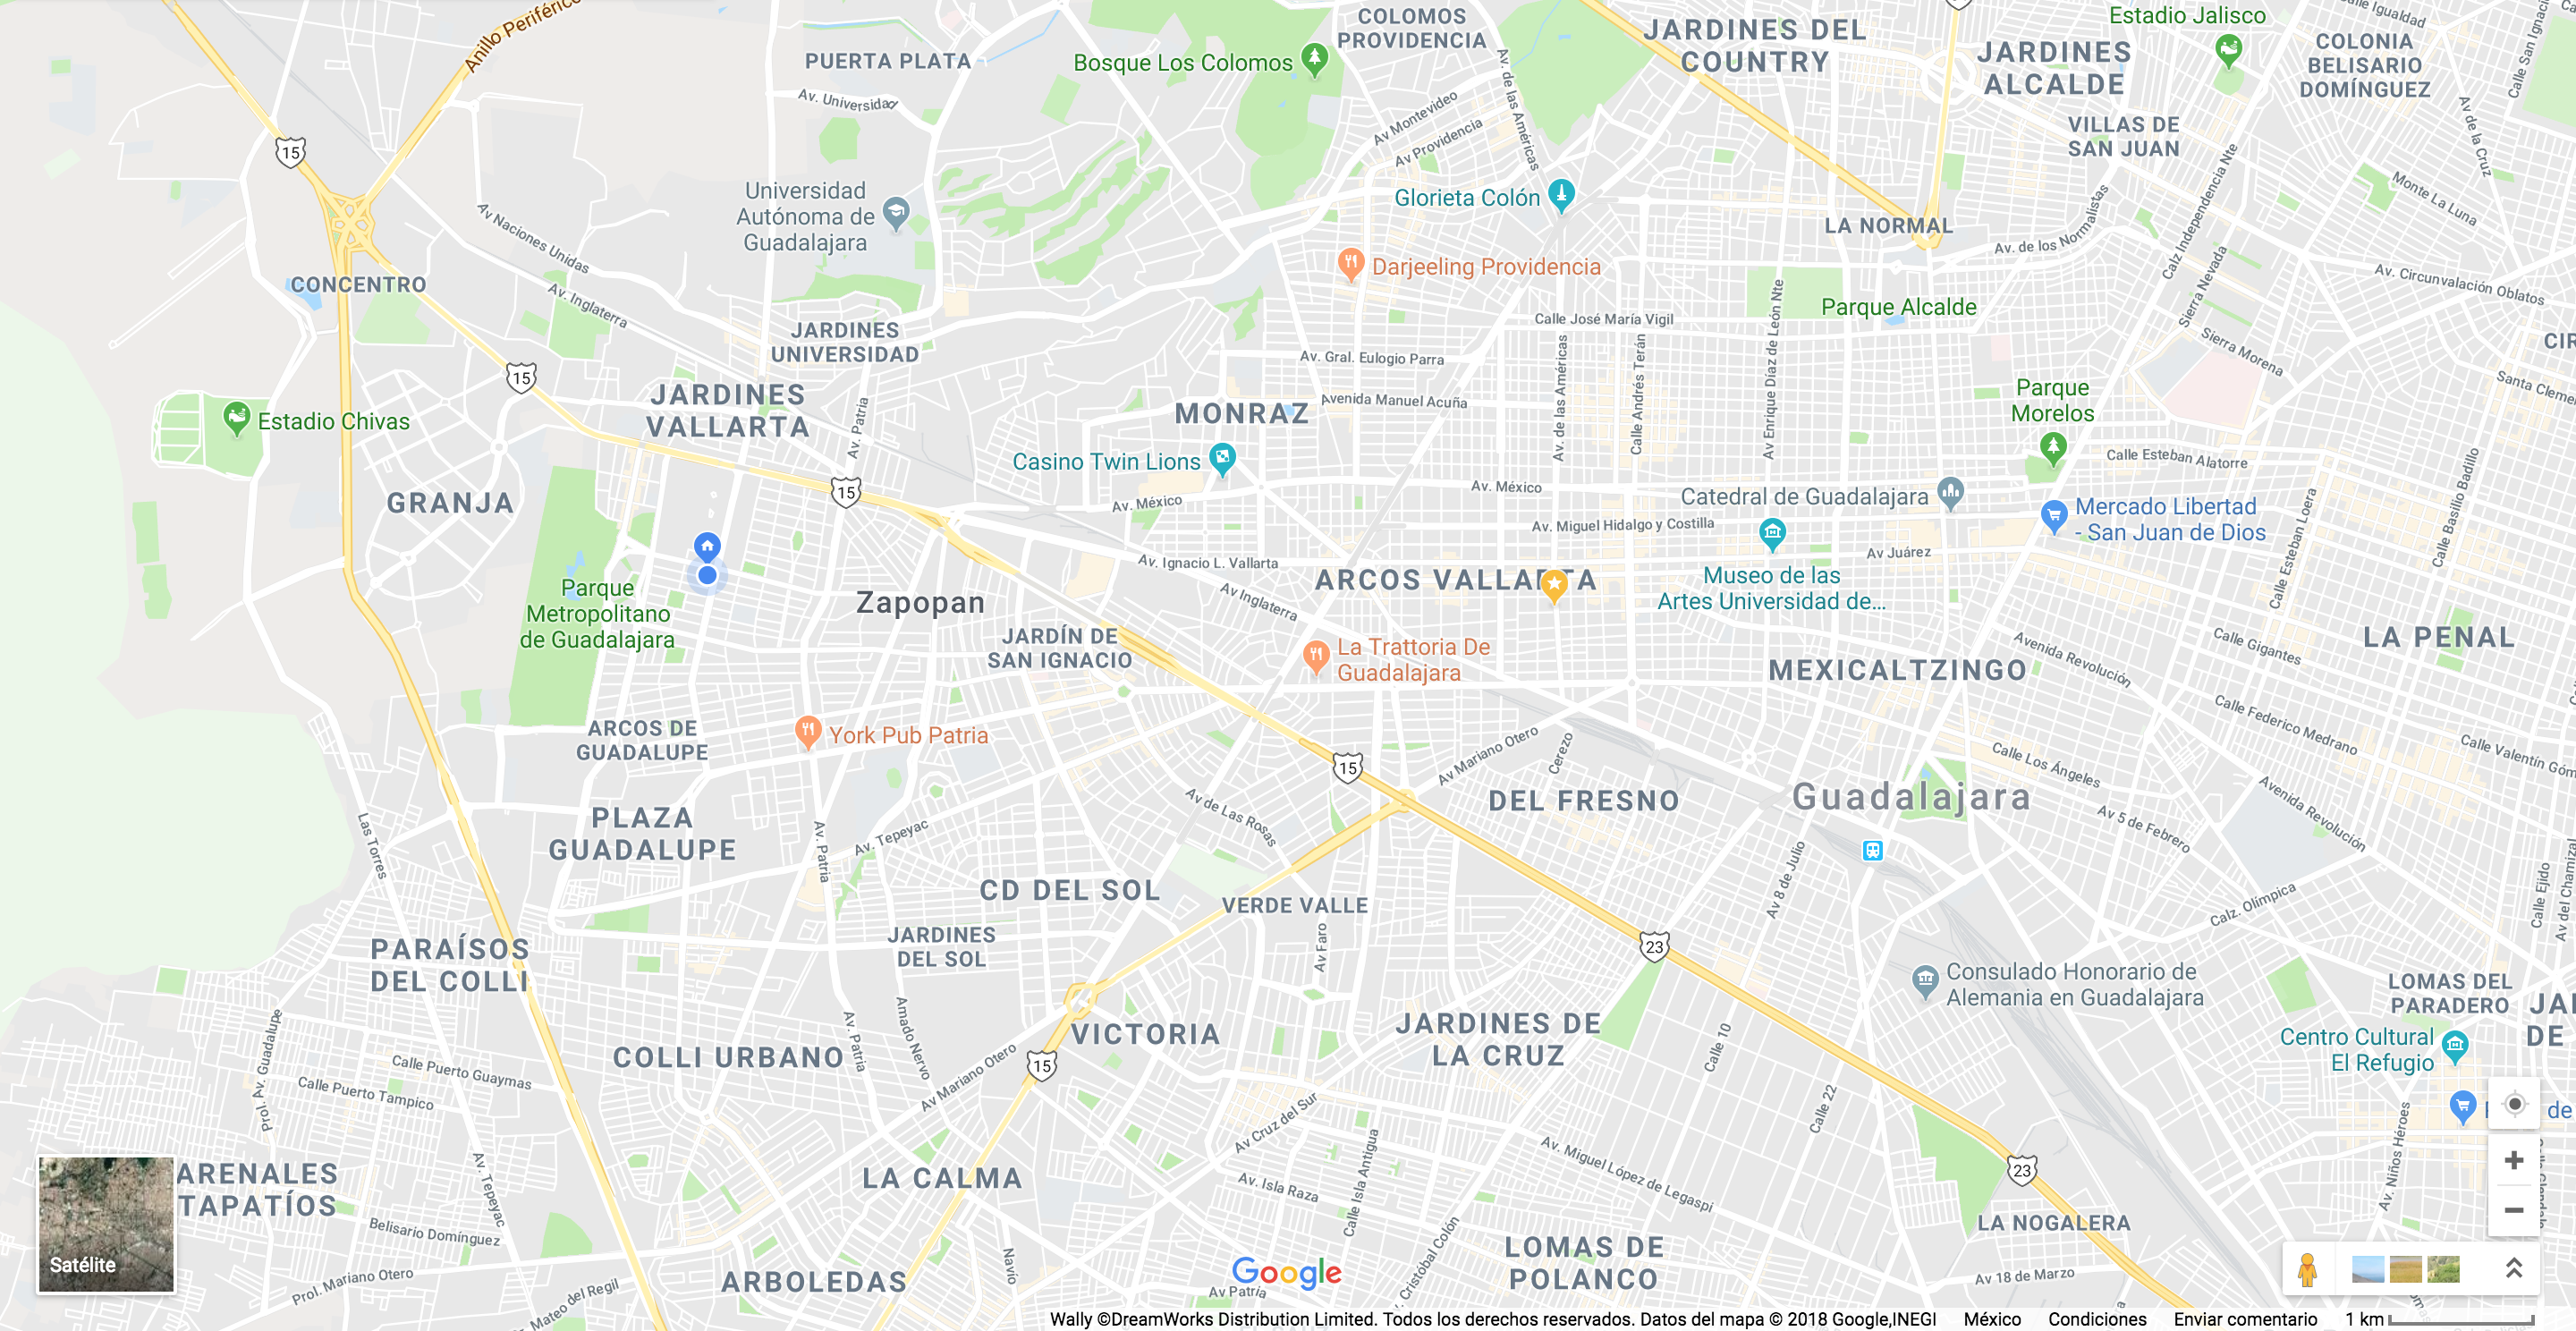 Anillo Periférico
PUERTA PLATA
Av. Universidad
Bosque Los Colomos
COLOMOS
PROVIDENCIA
Av. de las Américas
Av Montevideo
Av Providencia
JARDINES DEL
COUNTRY
Estadio Jalisco
JARDINES
ALCALDE
COLONIA
BELISARIO
DOMÍNGUEZ
Calle Igualdad
Av. de la Cruz
VILLAS DE
SAN JUAN
15
Universidad
Autónoma de
Guadalajara
Av Naciones Unidas
Av. Inglaterra
CONCENTRO
Glorieta Colón
LA NORMAL
Av. de los Normalistas
Calz Independencia Nte
Monte La Luna
Darjeeling Providencia
Parque Alcalde
Sierra Nevada
Sierra Morena
Av. Circunvalación Oblatos
JARDINES
UNIVERSIDAD
Calle José María Vigil
Av. Gral. Eulogio Parra
Avenida Manuel Acuña
Av. de las Américas
Calle Andrés Terán
Av Enrique Díaz de León Nte
15
JARDINES
VALLARTA
Av. Patria
MONRAZ
Parque
Morelos
Estadio Chivas
Casino Twin Lions
Calle Esteban Alatorre
GRANJA
15
Av. México
Av. México
Catedral de Guadalajara
Mercado Libertad
- San Juan de Dios
Av. Miguel Hidalgo y Costilla
Av Juárez
Calle Esteban Loera
Calle Basilio Badillo
Av. Ignacio L. Vallarta
Av Inglaterra
ARCOS VALLARTA
Museo de las
Artes Universidad de...
Parque
Metropolitano
de Guadalajara
Zapopan
JARDÍN DE
SAN IGNACIO
La Trattoria De
Guadalajara
MEXICALTZINGO
Avenida Revolución
Calle Gigantes
LA PENAL
ARCOS DE
GUADALUPE
York Pub Patria
15
Av Mariano Otero
Cerezo
Calle Los Ángeles
Calle Federico Medrano
DEL FRESNO
Guadalajara
Av 5 de Febrero
Avenida Revolución
PLAZA
GUADALUPE
Las Torres
Av. Patria
Av. Tepeyac
Av de Las Rosas
CD DEL SOL
VERDE VALLE
Av 8 de Julio
Calz. Olímpica
Calle Ejido
JARDINES
DEL SOL
Av Faro
23
PARAÍSOS
DEL COLLI
Consulado Honorario de
Alemania en Guadalajara
LOMAS DEL
PARADERO
VICTORIA
JARDINES DE
LA CRUZ
Calle 10
Centro Cultural
El Refugio
COLLI URBANO
Av. Patria
Amado Nervo
Av Mariano Otero
15
Prol. Av. Guadalupe
Calle Puerto Guaymas
Calle Puerto Tampico
Av Cruz del Sur
Calle 22
Av. Niños Héroes
ARENALES
TAPATÍOS
Av. Tepeyac
LA CALMA
Av. Isla Raza
Calle Isla Antigua
Av. Miguel López de Legaspi
23
Belisario Domínguez
LA NOGALERA
Satélite
Prol. Mariano Otero
ARBOLEDAS
Navío
Google
Av Patria
LOMAS DE
POLANCO
Av 18 de Marzo
Wally ©DreamWorks Distribution Limited. Todos los derechos reservados. Datos del mapa © 2018 Google,INEGI México Condiciones Enviar comentario 1 km